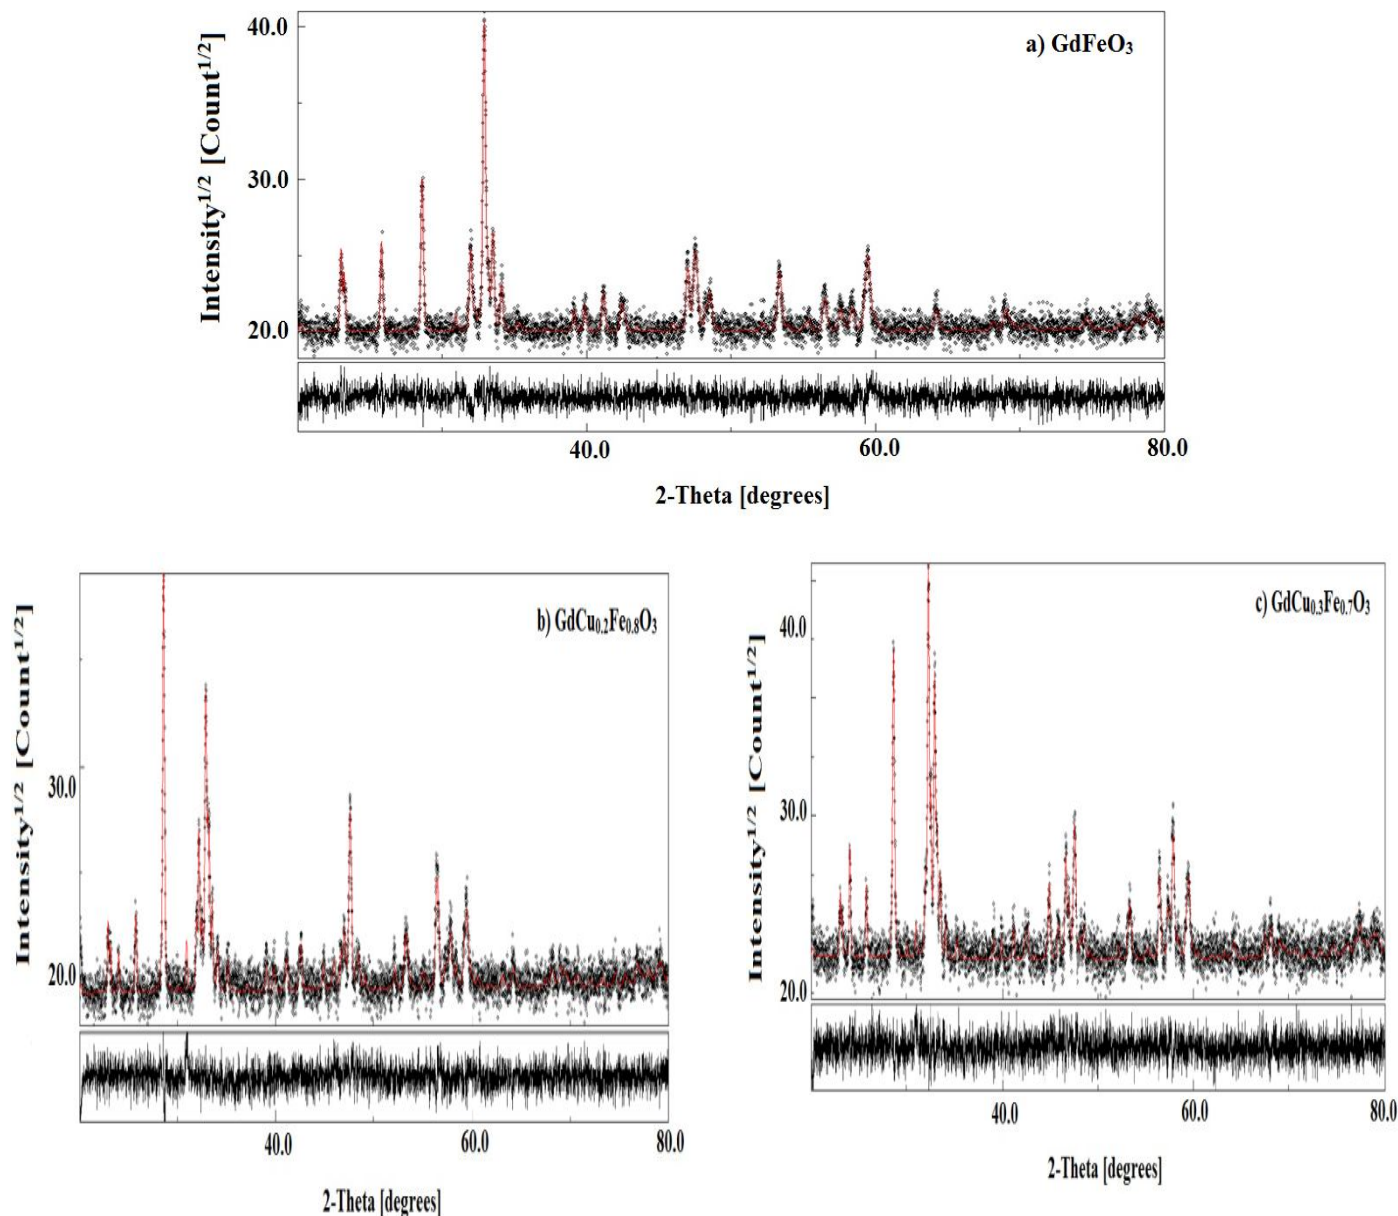 a) GdFeO3
Intensity1/2 [Count1/2]
40.0
30.0
20.0
40.0 60.0 80.0
2-Theta [degrees]
b) GdCu0.2Fe0.8O3
Intensity1/2 [Count1/2]
30.0
20.0
40.0 60.0 80.0
2-Theta [degrees]
c) GdCu0.3Fe0.7O3
Intensity1/2 [Count1/2]
40.0
30.0
20.0
40.0 60.0 80.0
2-Theta [degrees]